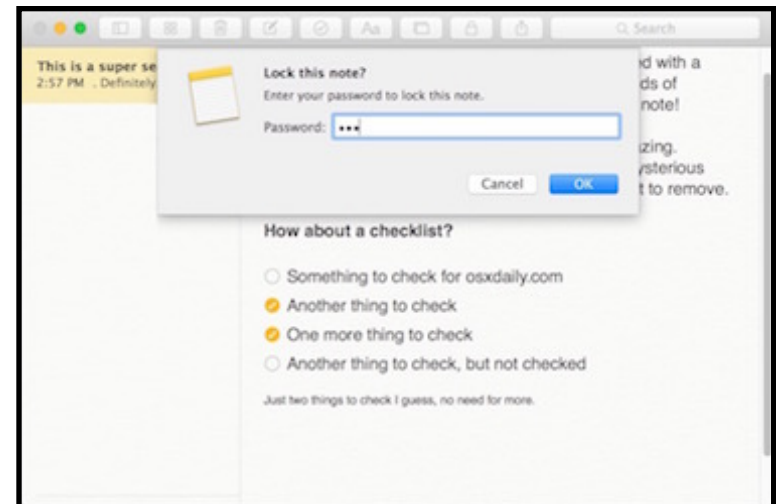 Aa
Search
This is a super se
2:57 PM . Definitely
Lock this note?
Enter your password to lock this note.
Password: •••
Cancel
OK
ed with a
ds of
note!
zing.
ysterious
t to remove.
How about a checklist?
Something to check for osxdaily.com
Another thing to check
One more thing to check
Another thing to check, but not checked
Just two things to check I guess, no need for more.